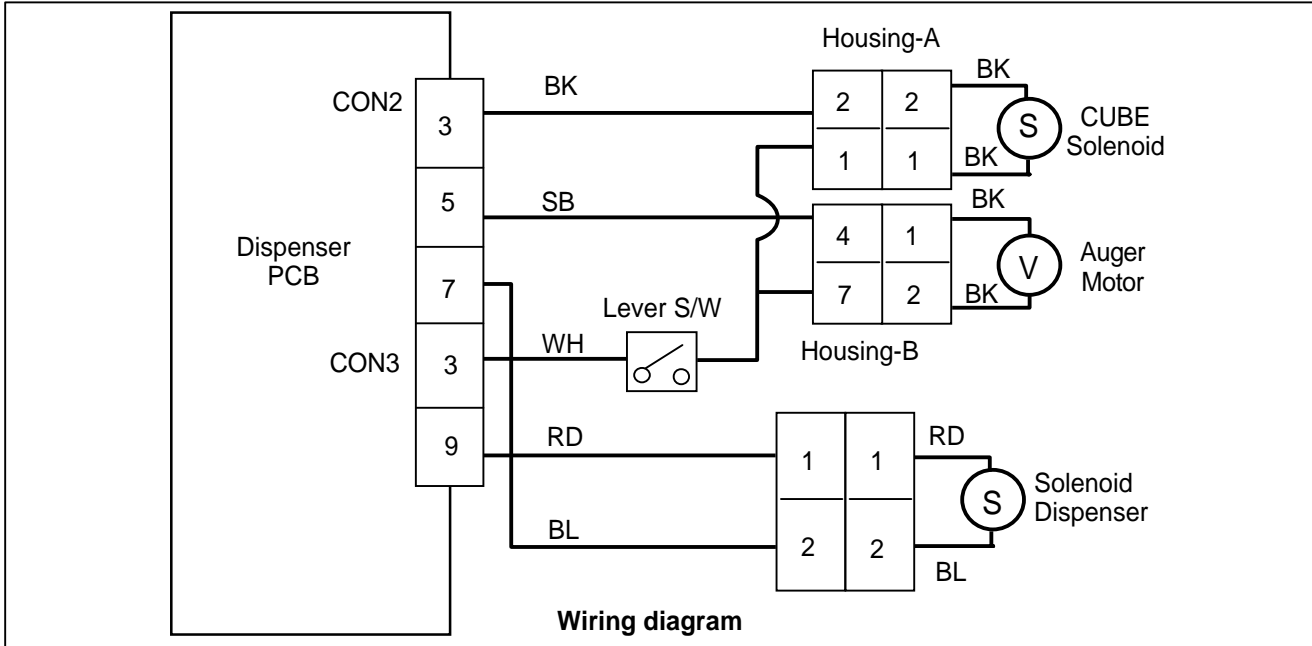 Housing-A
BK
BK
CON2
3
2 2
S
CUBE
Solenoid
1 1
BK
5
SB
BK
4 1
Dispenser
PCB
V
Auger
Motor
7
7 2
BK
Lever S/W
Housing-B
CON3
3
WH
9
RD
RD
1 1
S
Solenoid
Dispenser
BL
2 2
BL
Wiring diagram